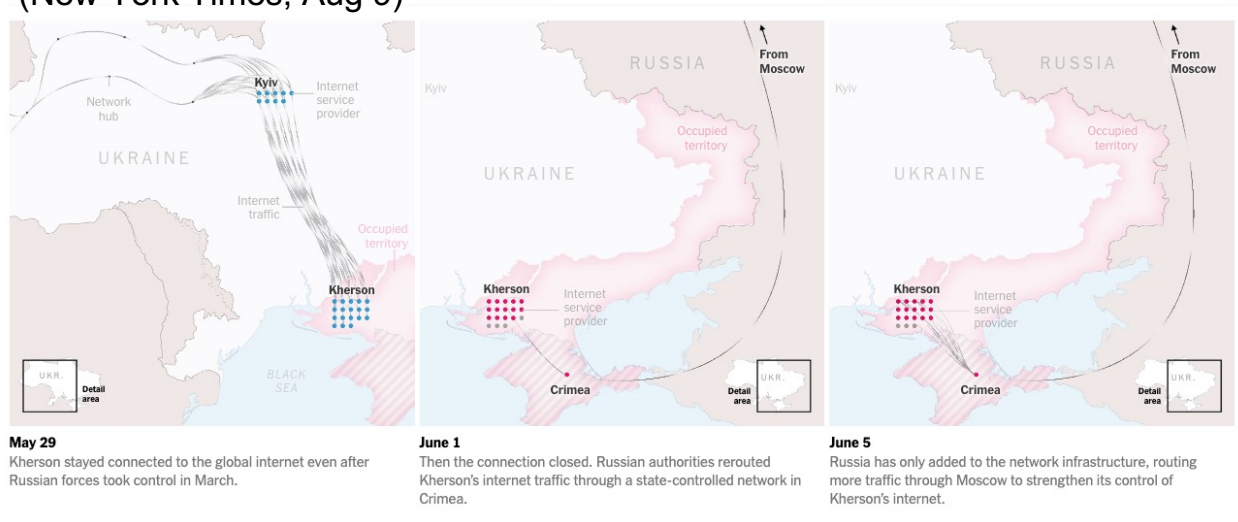 (New York Times, Aug 9)
Kyiv
Internet
service
provider
Network
hub
UKRAINE
Internet
traffic
Occupied
territory
Kherson
BLACK
SEA
UKR.
Detail
area
May 29
Kherson stayed connected to the global internet even after
Russian forces took control in March.
From
Moscow
RUSSIA
Kyiv
Occupied
territory
UKRAINE
Kherson
Internet
service
provider
Crimea
UKR.
Detail
area
June 1
Then the connection closed. Russian authorities rerouted
Kherson's internet traffic through a state-controlled network in
Crimea.
From
Moscow
RUSSIA
Kyiv
Occupied
territory
UKRAINE
Kherson
Internet
service
provider
Crimea
UKR.
Detail
area
June 5
Russia has only added to the network infrastructure, routing
more traffic through Moscow to strengthen its control of
Kherson's internet.